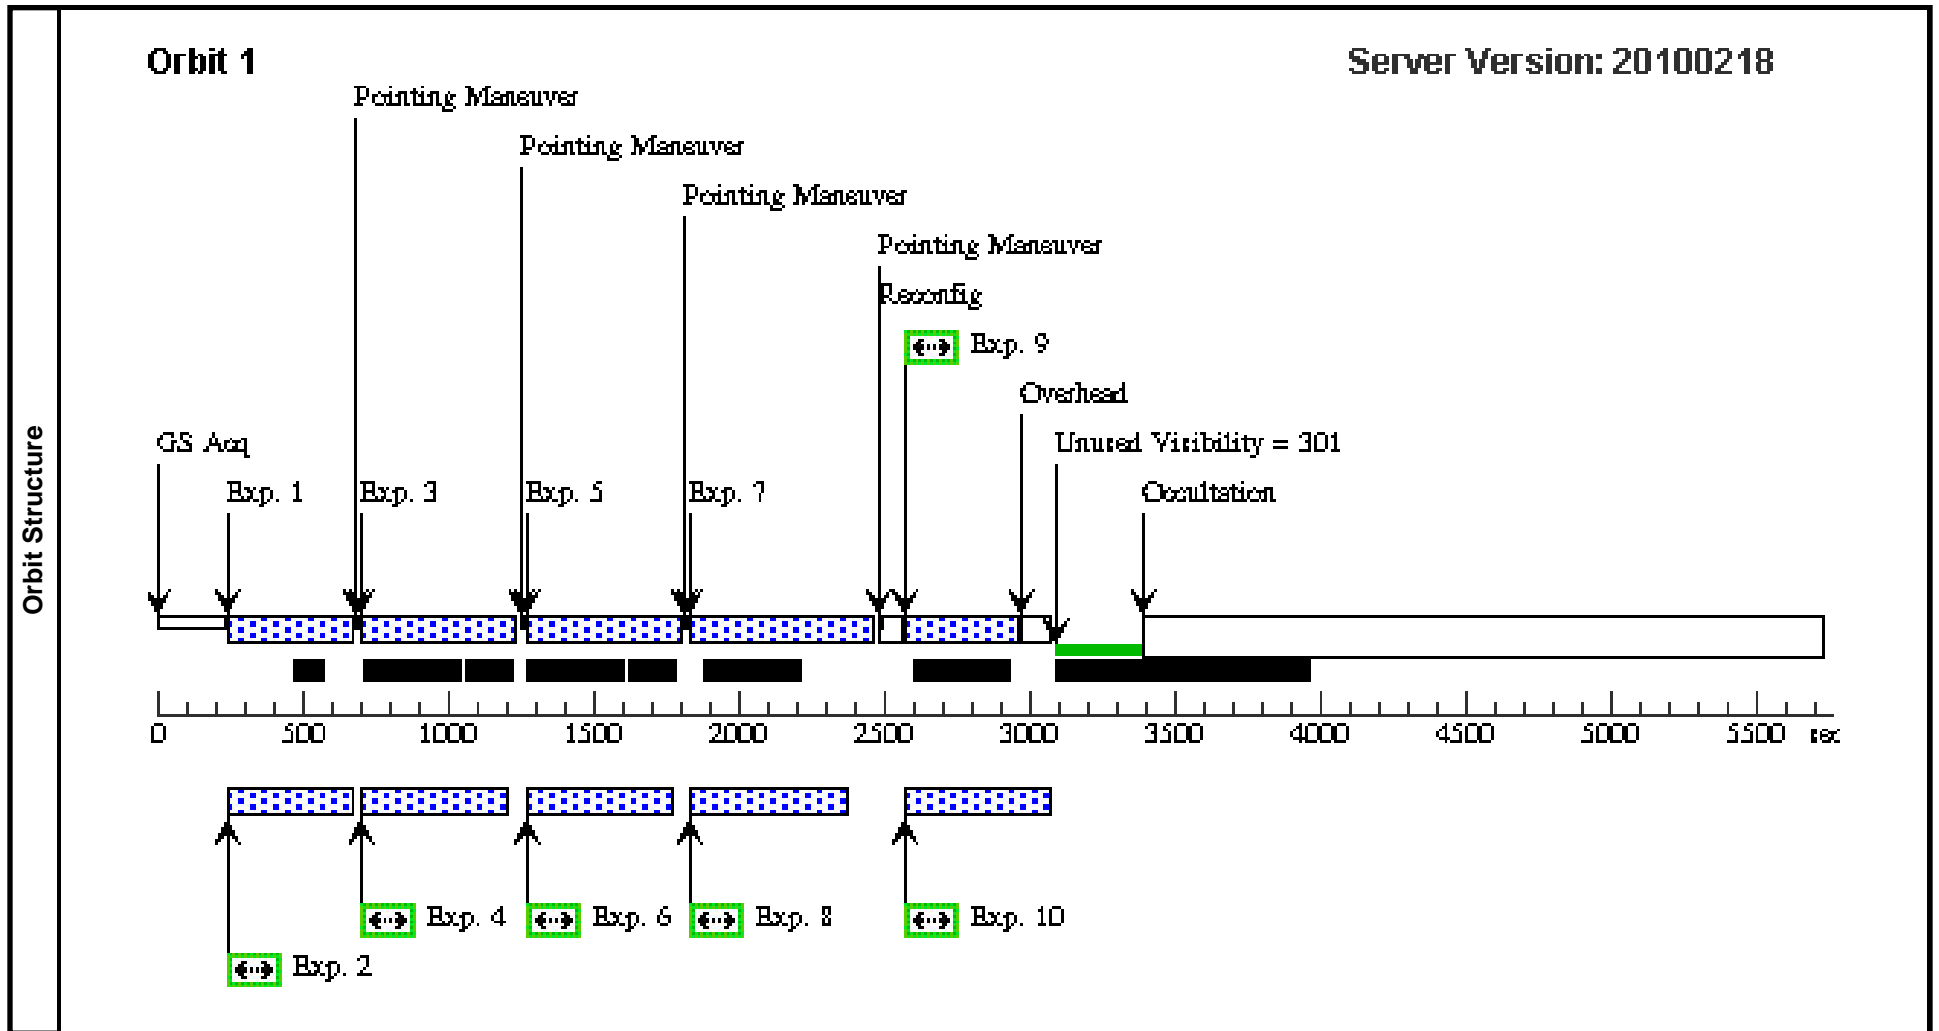 Orbit 1
Server Version: 20100218
Pointing Maneuver
Pointing Maneuver
Pointing Maneuver
Pointing Maneuver
Reconfig
Exp. 9
Overhead
GS Acq
Unused Visibility = 301
Exp. 1
Exp. 3
Exp. 5
Exp. 7
Occultation
Orbit Structure
0 500 1000 1500 2000 2500 3000 3500 4000 4500 5000 5500 sec
Exp. 4
Exp. 6
Exp. 8
Exp. 10
Exp. 2